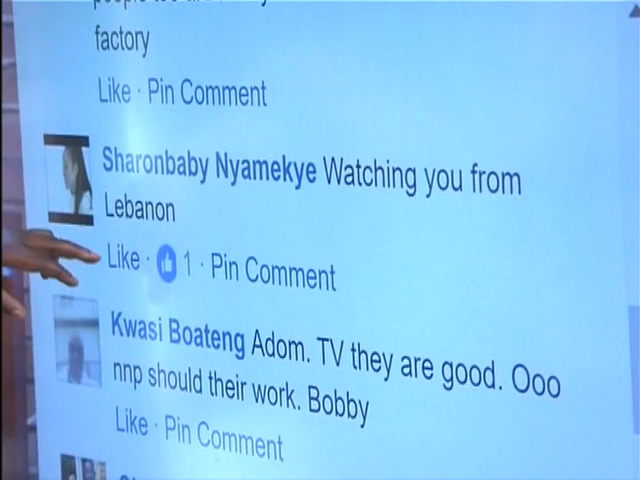 factory
Like · Pin Comment
Sharonbaby Nyamekye Watching you from
Lebanon
Like · 1 · Pin Comment
Kwasi Boateng Adom. TV they are good. Ooo
nnp should their work. Bobby
Like · Pin Comment